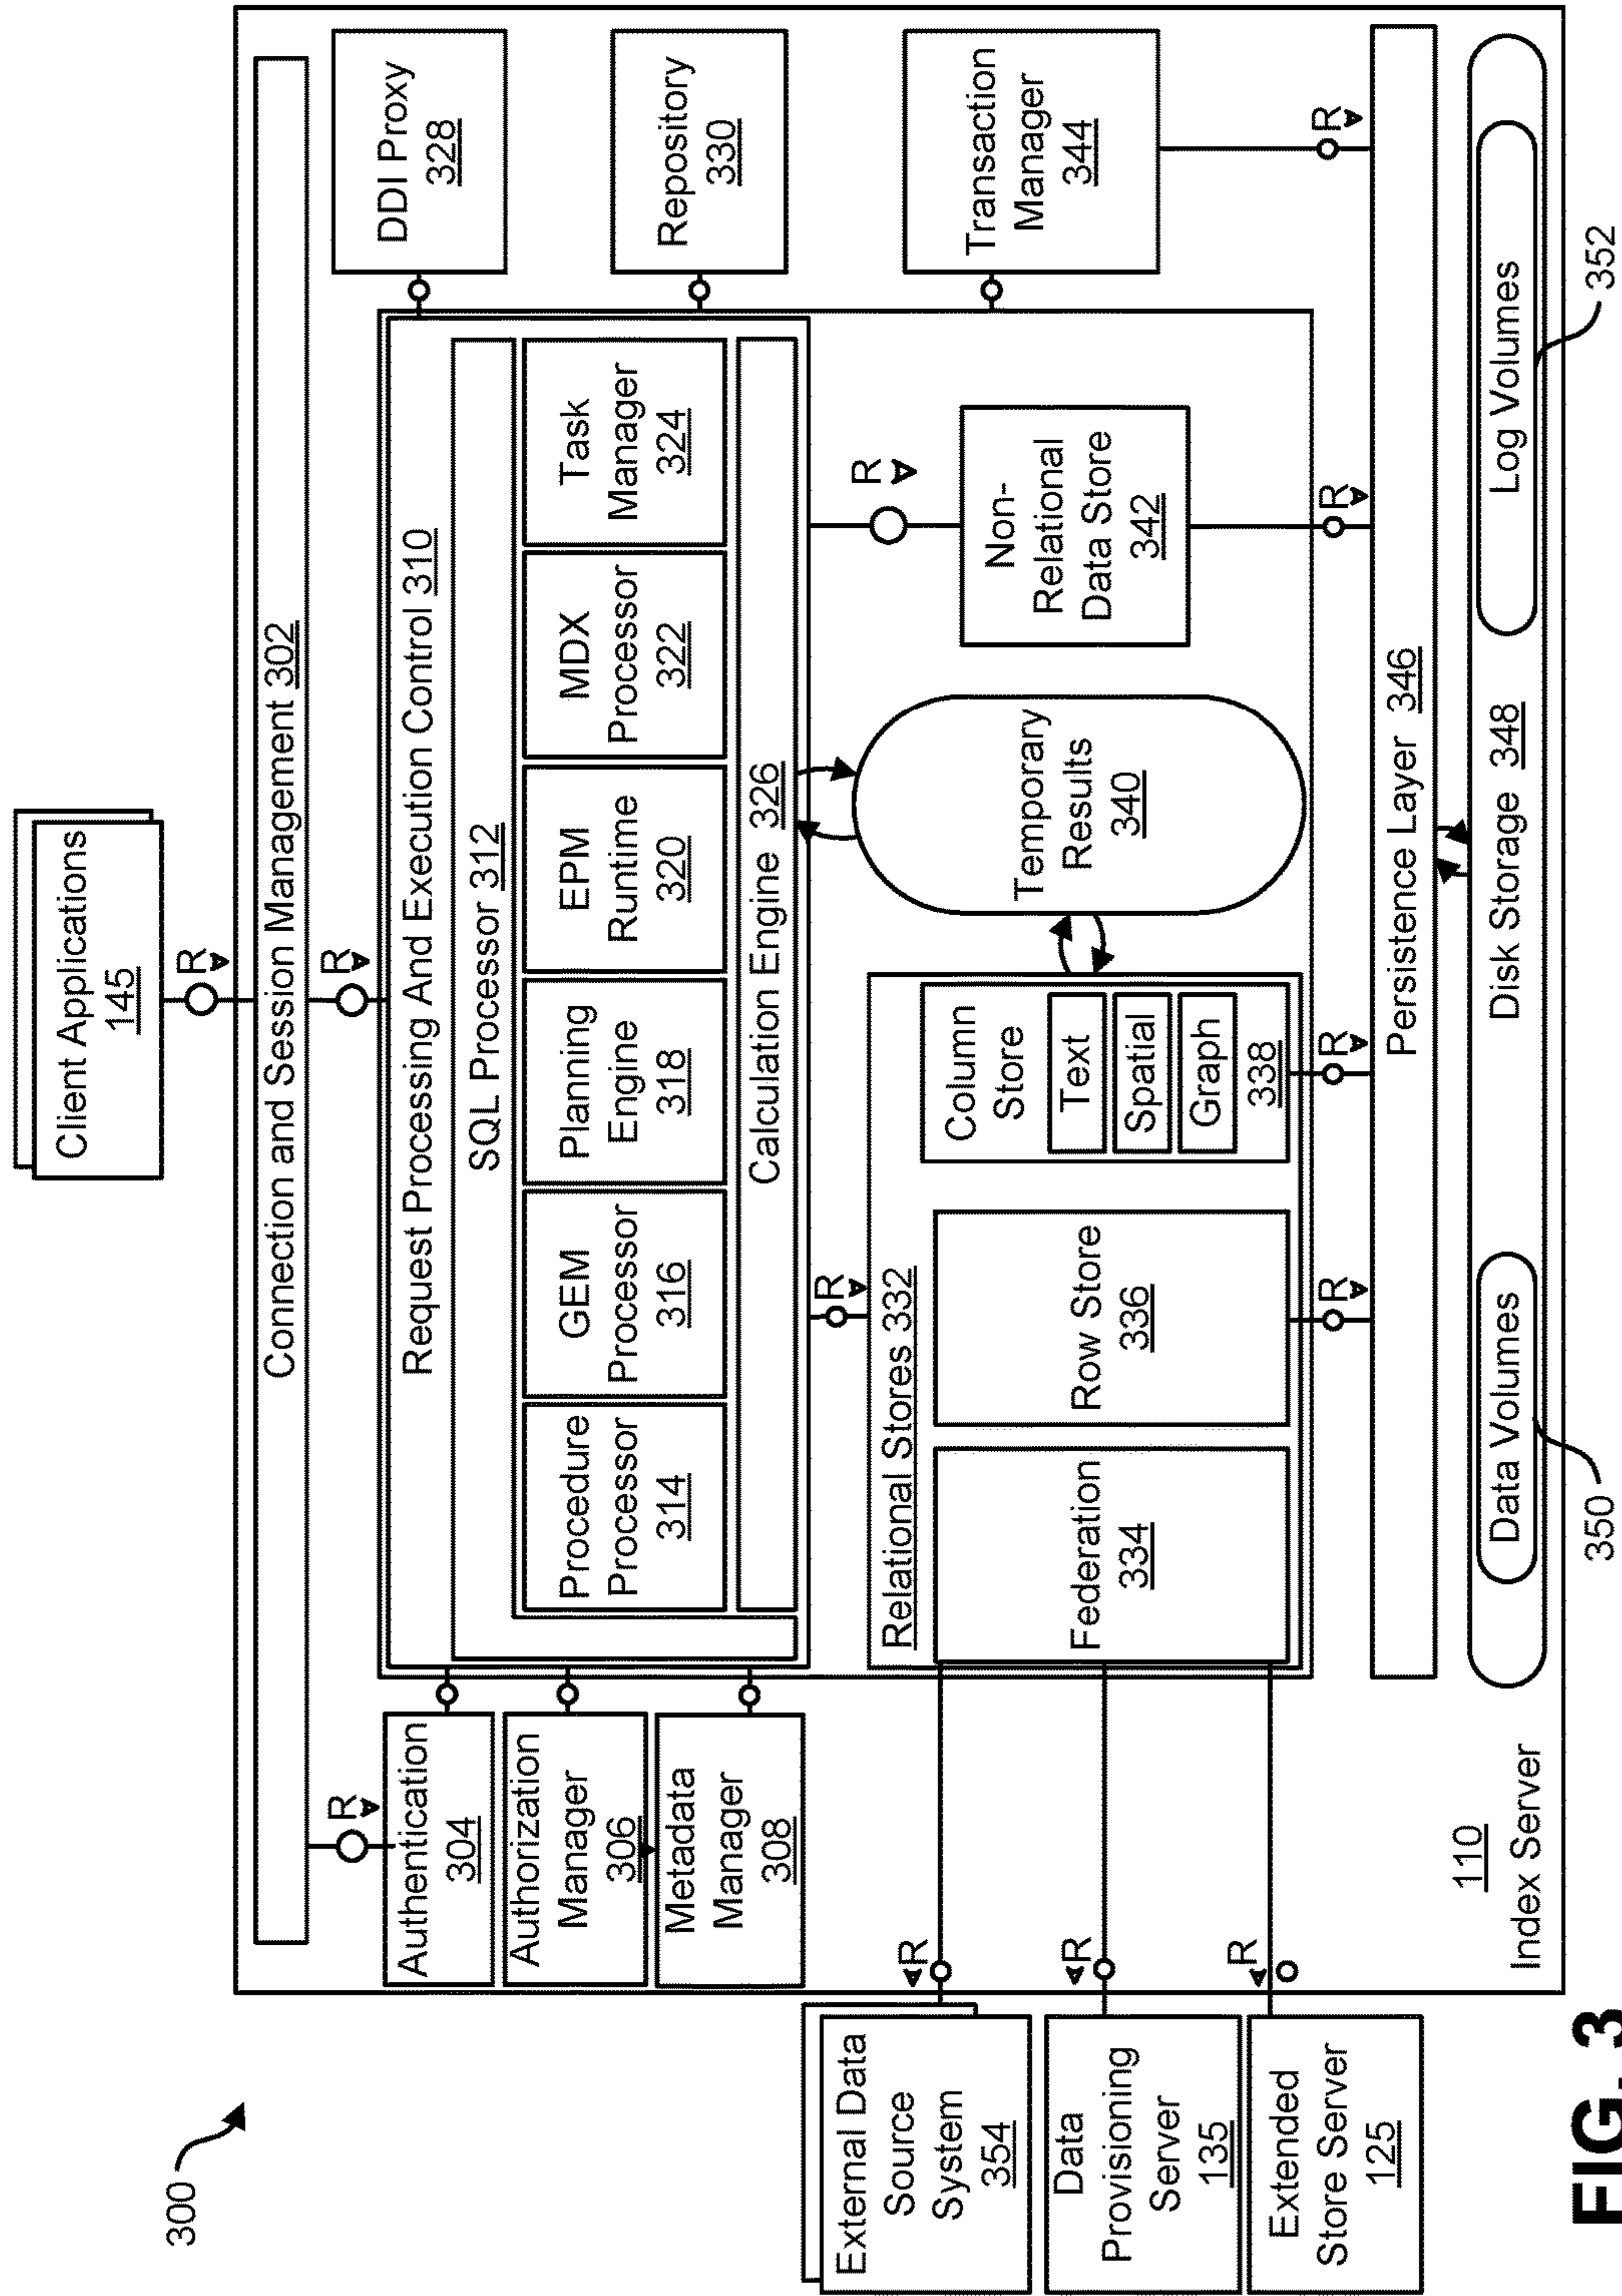 300
Client Applications
145
R
Connection and Session Management 302
R
R
Authentication
304
Authorization
Manager
306
Metadata
Manager
308
Request Processing And Execution Control 310
SQL Processor 312
Procedure
Processor
314
GEM
Processor
316
Planning
Engine
318
EPM
Runtime
320
MDX
Processor
322
Task
Manager
324
Calculation Engine 326
DDI Proxy
328
Repository
330
Transaction
Manager
344
R
R
Relational Stores 332
Federation
334
Row Store
336
Column
Store
Text
Spatial
Graph
338
Temporary
Results
340
Non-
Relational
Data Store
342
External Data
Source
System
354
R
Data
Provisioning
Server
135
R
Extended
Store Server
125
R
R
R
R
R
Persistence Layer 346
Disk Storage 348
Data Volumes
Log Volumes
350
352
110
Index Server
FIG. 3